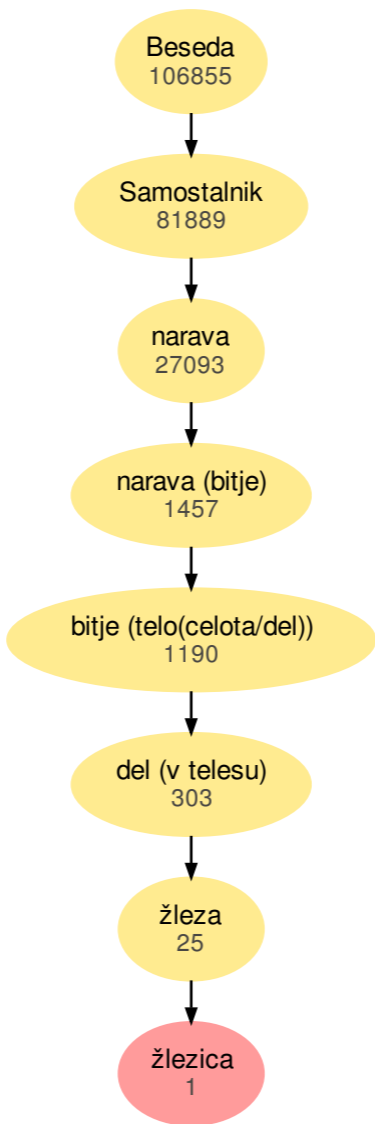 Beseda
106855
Samostalnik
81889
narava
27093
narava (bitje)
1457
bitje (telo(celota/del))
1190
del (v telesu)
303
žleza
25
žlezica
1